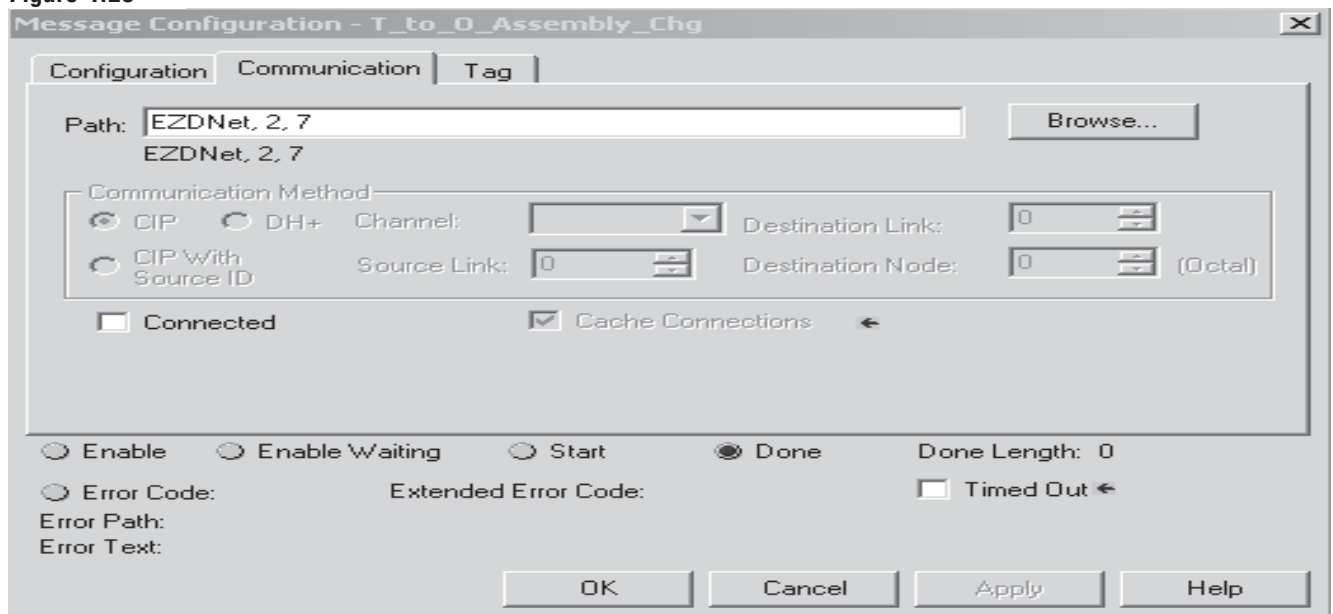 Message Configuration - T_to_O_Assembly_Chg
Configuration Communication Tag
Path: EZDNet, 2, 7 Browse...
EZDNet, 2, 7
Communication Method
CIP DH+ Channel: Destination Link: 0
CIP With Source ID Source Link: 0 Destination Node: 0 (Octal)
Connected Cache Connections
Enable Enable Waiting Start Done Done Length: 0
Error Code: Extended Error Code: Timed Out
Error Path:
Error Text:
OK Cancel Apply Help